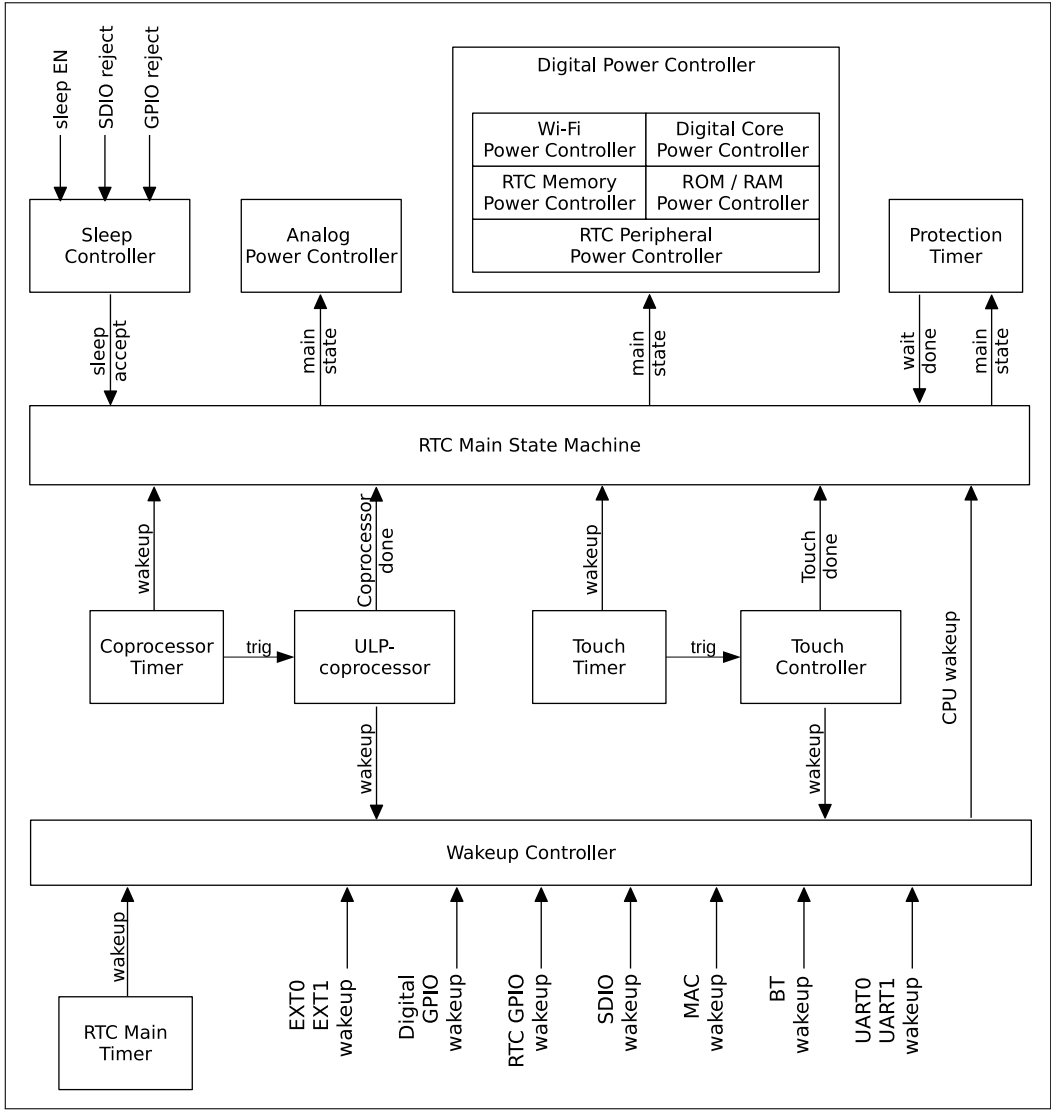 sleep EN
SDIO reject
GPIO reject
Digital Power Controller
Wi-Fi
Power Controller
Digital Core
Power Controller
RTC Memory
Power Controller
ROM / RAM
Power Controller
RTC Peripheral
Power Controller
Sleep
Controller
Analog
Power Controller
Protection
Timer
sleep
accept
main
state
main
state
wait
done
main
state
RTC Main State Machine
wakeup
Coprocessor
done
wakeup
Touch
done
CPU wakeup
Coprocessor
Timer
trig
ULP-
coprocessor
Touch
Timer
trig
Touch
Controller
wakeup
wakeup
Wakeup Controller
wakeup
RTC Main
Timer
EXT0
EXT1
wakeup
Digital
GPIO
wakeup
RTC GPIO
wakeup
SDIO
wakeup
MAC
wakeup
BT
wakeup
UART0
UART1
wakeup